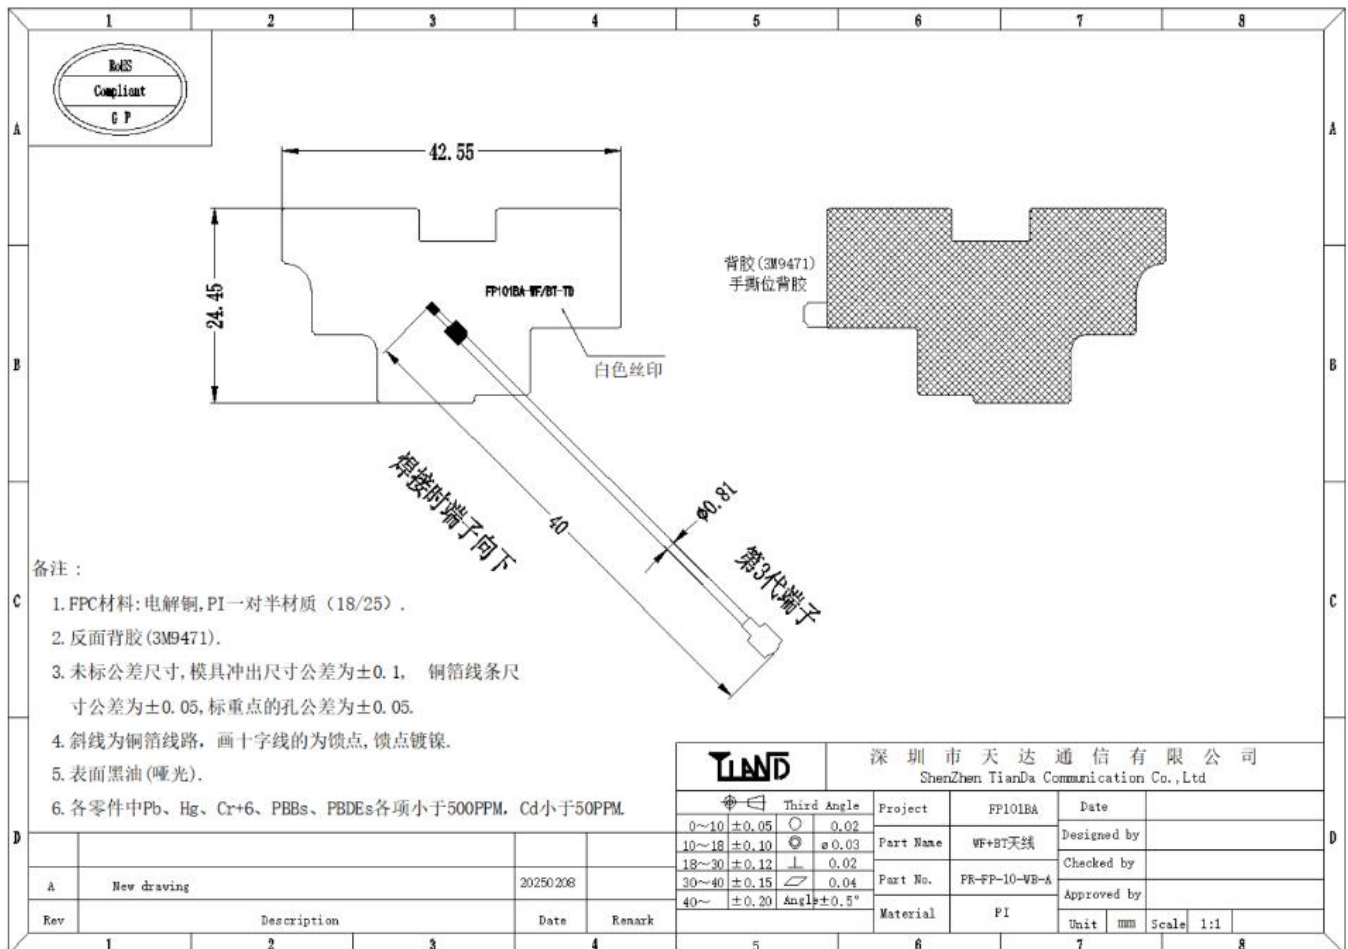 1 2 3 4 5 6 7 8
RoHS
Compliant
G P
A A
42.55
24.45
FP101BA-WF/BT-TD
白色丝印
背胶(3M9471)
手撕位背胶
B B
焊接时端子向下
40
ø0.81
第3代端子
C C
备注：
1.FPC材料:电解铜,PI一对半材质（18/25）.
2.反面背胶(3M9471).
3.未标公差尺寸,模具冲出尺寸公差为±0.1, 铜箔线条尺
寸公差为±0.05,标重点的孔公差为±0.05.
4.斜线为铜箔线路，画十字线的为馈点,馈点镀镍.
5.表面黑油(哑光).
6.各零件中Pb、Hg、Cr+6、PBBs、PBDEs各项小于500PPM，Cd小于50PPM.
D D
A New drawing 20250208
Rev Description Date Remark
TIAND
深圳市天达通信有限公司
ShenZhen TianDa Communication Co.,Ltd
Third Angle
0～10 ±0.05 0.02
10～18 ±0.10 ø0.03
18～30 ±0.12 0.02
30～40 ±0.15 0.04
40～ ±0.20 Angle±0.5°
Project FP101BA
Part Name WF+BT天线
Part No. PR-FP-10-WB-A
Material PI
Date
Designed by
Checked by
Approved by
Unit mm Scale 1:1
1 2 3 4 5 6 7 8